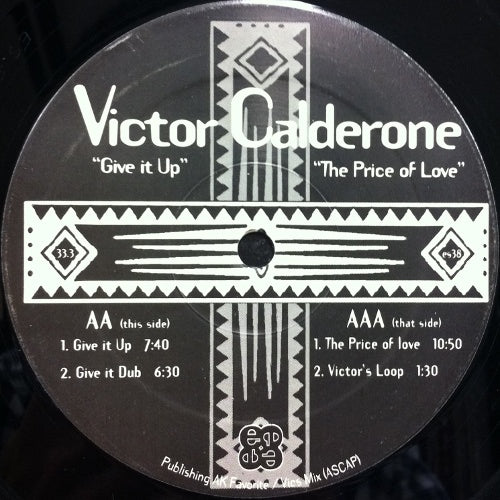 Victor Calderone
"Give it Up" "The Price of Love"
33.3 es38
AA (this side) AAA (that side)
1. Give it Up 7:40 1. The Price of love 10:50
2. Give it Dub 6:30 2. Victor's Loop 1:30
Publishing AK Favorite / Vics Mix (ASCAP)